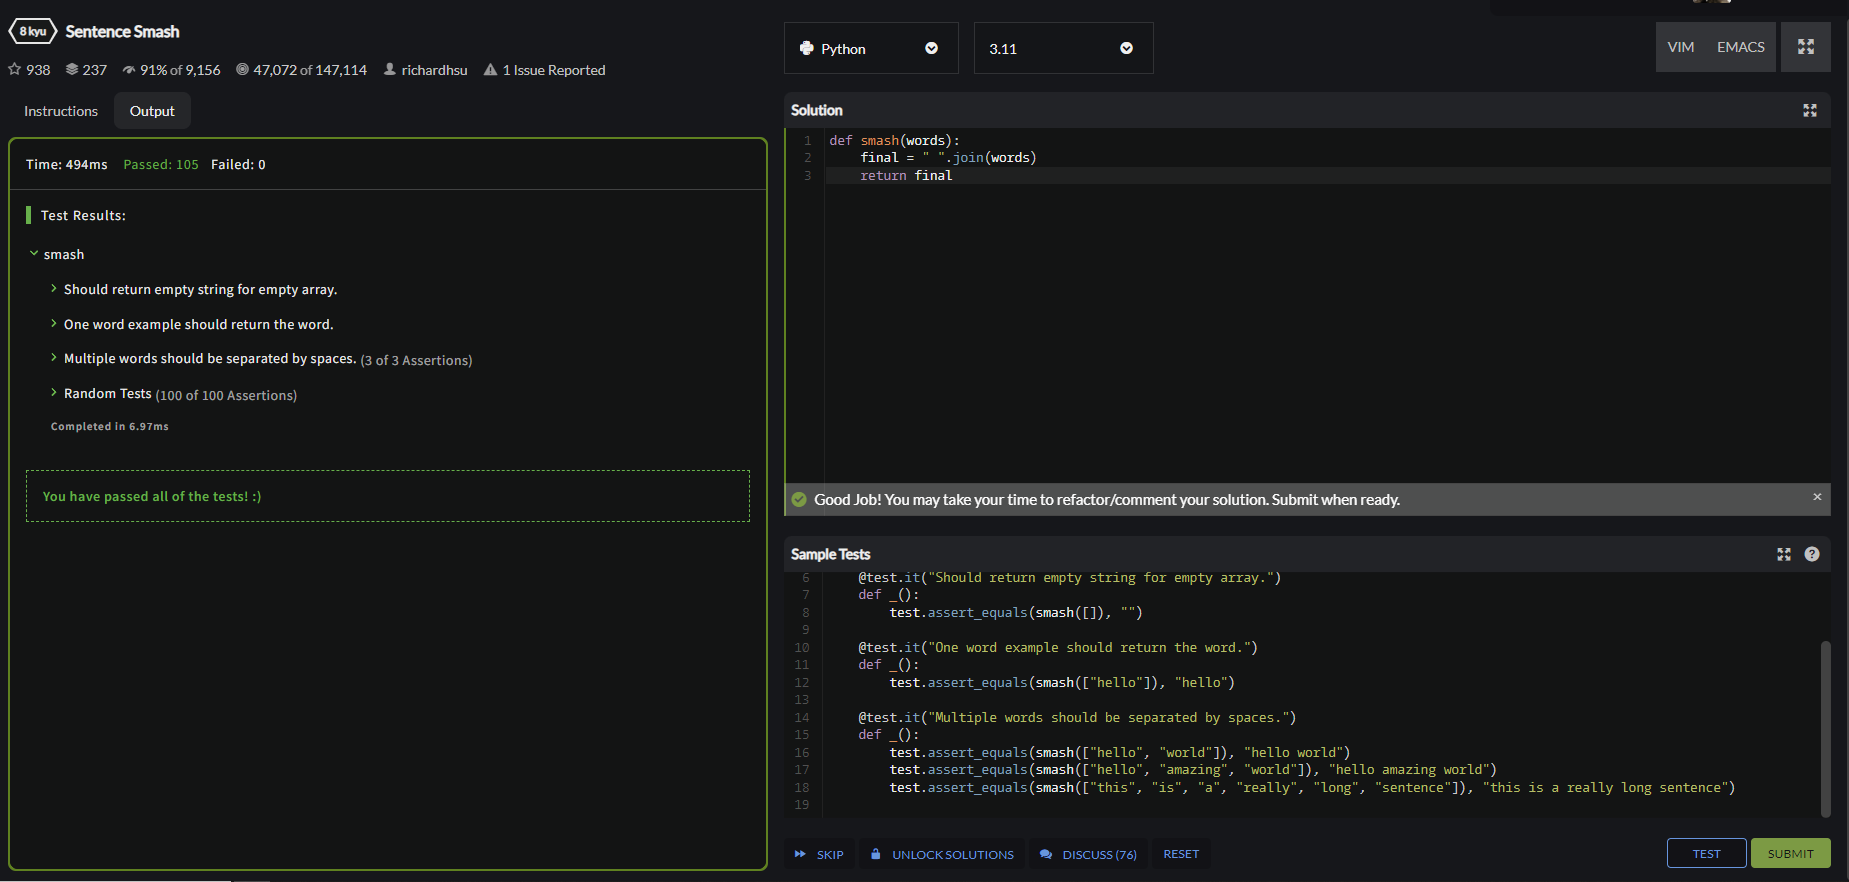 8 kyu Sentence Smash
938 237 91% of 9,156 47,072 of 147,114 richardhsu 1 Issue Reported
Instructions Output
Time: 494ms Passed: 105 Failed: 0
Test Results:
smash
Should return empty string for empty array.
One word example should return the word.
Multiple words should be separated by spaces. (3 of 3 Assertions)
Random Tests (100 of 100 Assertions)
Completed in 6.97ms
You have passed all of the tests! :)
Python 3.11 VIM EMACS
Solution
1 def smash(words):
2     final = " ".join(words)
3     return final
Good Job! You may take your time to refactor/comment your solution. Submit when ready. ×
Sample Tests ?
6     @test.it("Should return empty string for empty array.")
7     def _():
8         test.assert_equals(smash([]), "")
9
10     @test.it("One word example should return the word.")
11     def _():
12         test.assert_equals(smash(["hello"]), "hello")
13
14     @test.it("Multiple words should be separated by spaces.")
15     def _():
16         test.assert_equals(smash(["hello", "world"]), "hello world")
17         test.assert_equals(smash(["hello", "amazing", "world"]), "hello amazing world")
18         test.assert_equals(smash(["this", "is", "a", "really", "long", "sentence"]), "this is a really long sentence")
19
SKIP UNLOCK SOLUTIONS DISCUSS (76) RESET TEST SUBMIT